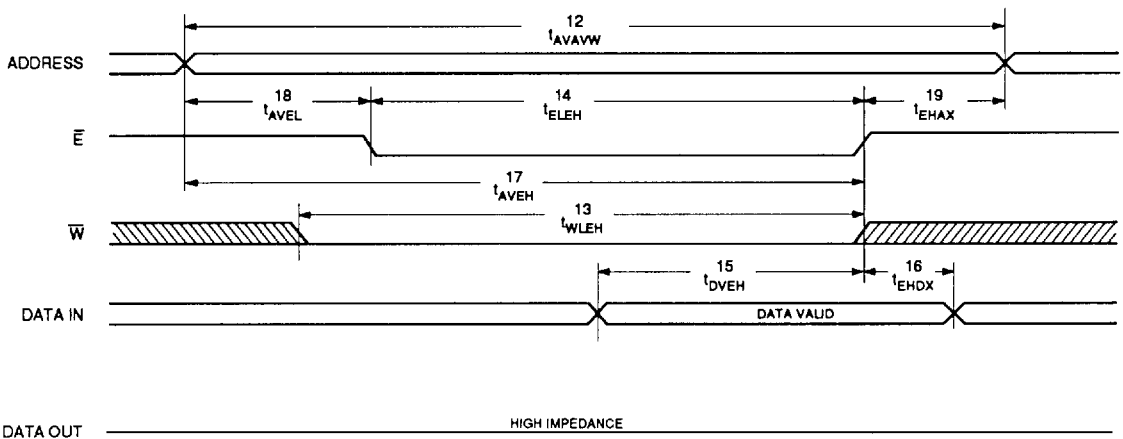 12
tAVAVW
ADDRESS
18
tAVEL
14
tELEH
19
tEHAX
E̅
17
tAVEH
13
tWLEH
W̅
15
tDVEH
16
tEHDX
DATA IN
DATA VALID
DATA OUT
HIGH IMPEDANCE